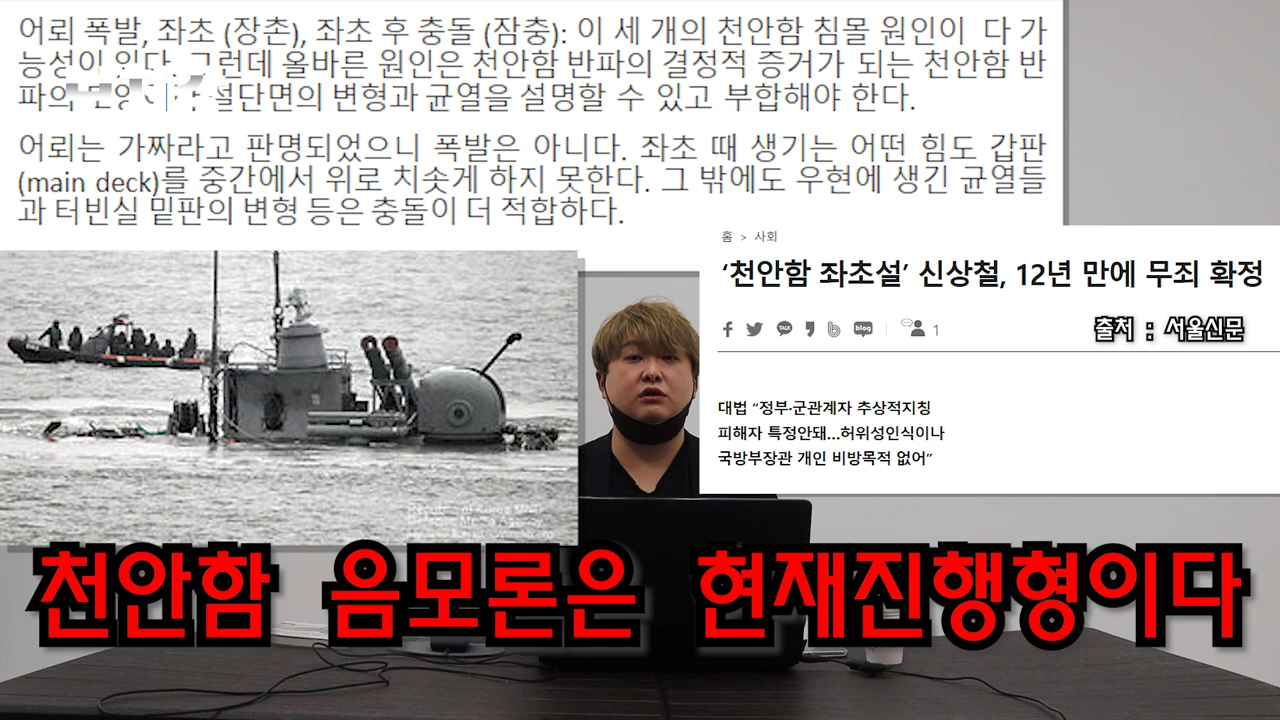 어뢰 폭발, 좌초 (장촌), 좌초 후 충돌 (잠충): 이 세 개의 천안함 침몰 원인이 다 가
능성이 있다. 그런데 올바른 원인은 천안함 반파의 결정적 증거가 되는 천안함 반
파의 절단면의 변형과 균열을 설명할 수 있고 부합해야 한다.
어뢰는 가짜라고 판명되었으니 폭발은 아니다. 좌초 때 생기는 어떤 힘도 갑판
(main deck)를 중간에서 위로 치솟게 하지 못한다. 그 밖에도 우현에 생긴 균열들
과 터빈실 밑판의 변형 등은 충돌이 더 적합하다.
홈 > 사회
‘천안함 좌초설’ 신상철, 12년 만에 무죄 확정
TALK
blog
1
출처 : 서울신문
대법 “정부·군관계자 추상적지칭
피해자 특정안돼...허위성인식이나
국방부장관 개인 비방목적 없어”
천안함 음모론은 현재진행형이다